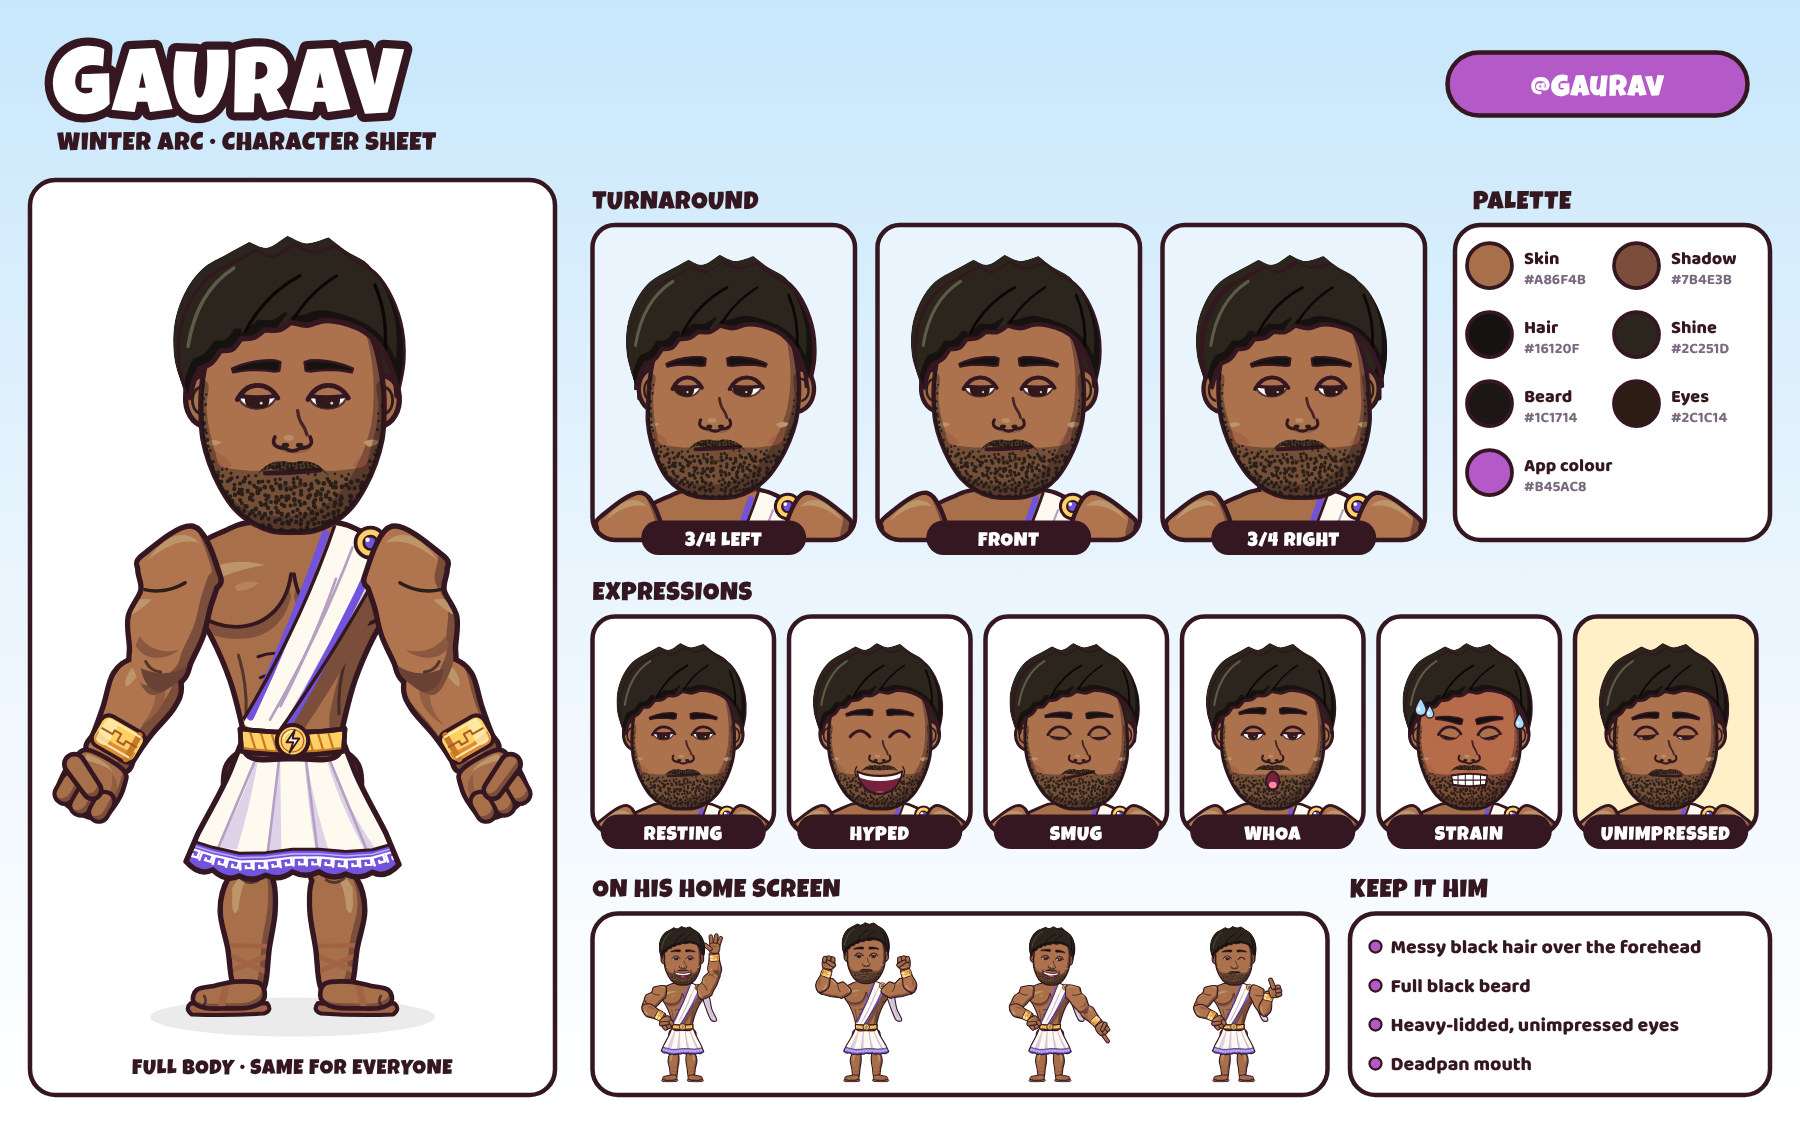 GAURAV
WINTER ARC · CHARACTER SHEET
@GAURAV
FULL BODY · SAME FOR EVERYONE
TURNAROUND
3/4 LEFT
FRONT
3/4 RIGHT
PALETTE
Skin
#A86F4B
Shadow
#7B4E3B
Hair
#16120F
Shine
#2C251D
Beard
#1C1714
Eyes
#2C1C14
App colour
#B45AC8
EXPRESSIONS
RESTING
HYPED
SMUG
WHOA
STRAIN
UNIMPRESSED
ON HIS HOME SCREEN
KEEP IT HIM
Messy black hair over the forehead
Full black beard
Heavy-lidded, unimpressed eyes
Deadpan mouth